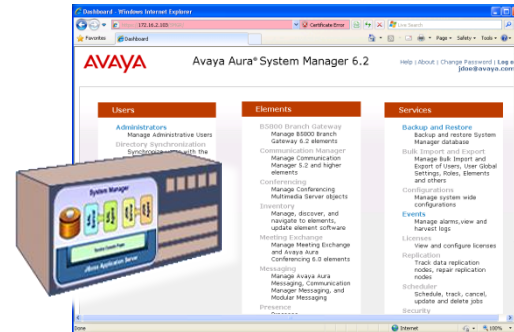 Dashboard - Windows Internet Explorer
172.16.2.103
Certificate Error
Live Search
Favorites
Dashboard
Page
Safety
Tools
AVAYA
Avaya Aura® System Manager 6.2
Help | About | Change Password | Log
jdoe@avaya.com
Users
Administrators
Manage Administrative Users
Directory Synchronization
Synchronize with the
Elements
B5800 Branch Gateway
Manage B5800 Branch
Gateway 6.2 elements
Communication Manager
Manage Communication
Manager 5.2 and higher
elements
Conferencing
Manage Conferencing
Multimedia Server objects
Inventory
Manage, discover, and
navigate to elements,
update element software
Meeting Exchange
Manage Meeting Exchange
and Avaya Aura
Conferencing 6.0 elements
Messaging
Manage Avaya Aura
Messaging, Communication
Manager Messaging, and
Modular Messaging
Presence
Services
Backup and Restore
Backup and restore System
Manager database
Bulk Import and Export
Manage Bulk Import and
Export of Users, User Global
Settings, Roles, Elements
and others
Configurations
Manage system wide
configurations
Events
Manage alarms,view and
harvest logs
Licenses
View and configure licenses
Replication
Track data replication
nodes, repair replication
nodes
Scheduler
Schedule, track, cancel,
update and delete jobs
Security
System Manager
JBoss Application Server
Done
Internet
100%